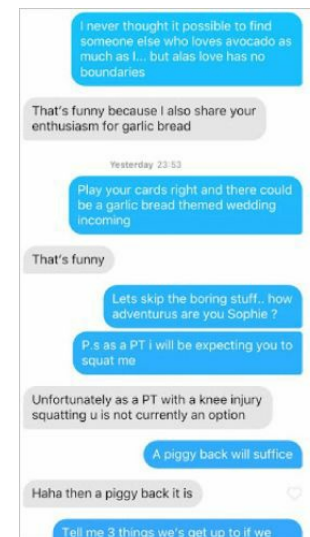 I never thought it possible to find
someone else who loves avocado as
much as I... but alas love has no
boundaries
That's funny because I also share your
enthusiasm for garlic bread
Yesterday 23:53
Play your cards right and there could
be a garlic bread themed wedding
incoming
That's funny
Lets skip the boring stuff.. how
adventurus are you Sophie ?
P.s as a PT i will be expecting you to
squat me
Unfortunately as a PT with a knee injury
squatting u is not currently an option
A piggy back will suffice
Haha then a piggy back it is
Tell me 3 things we's get up to if we